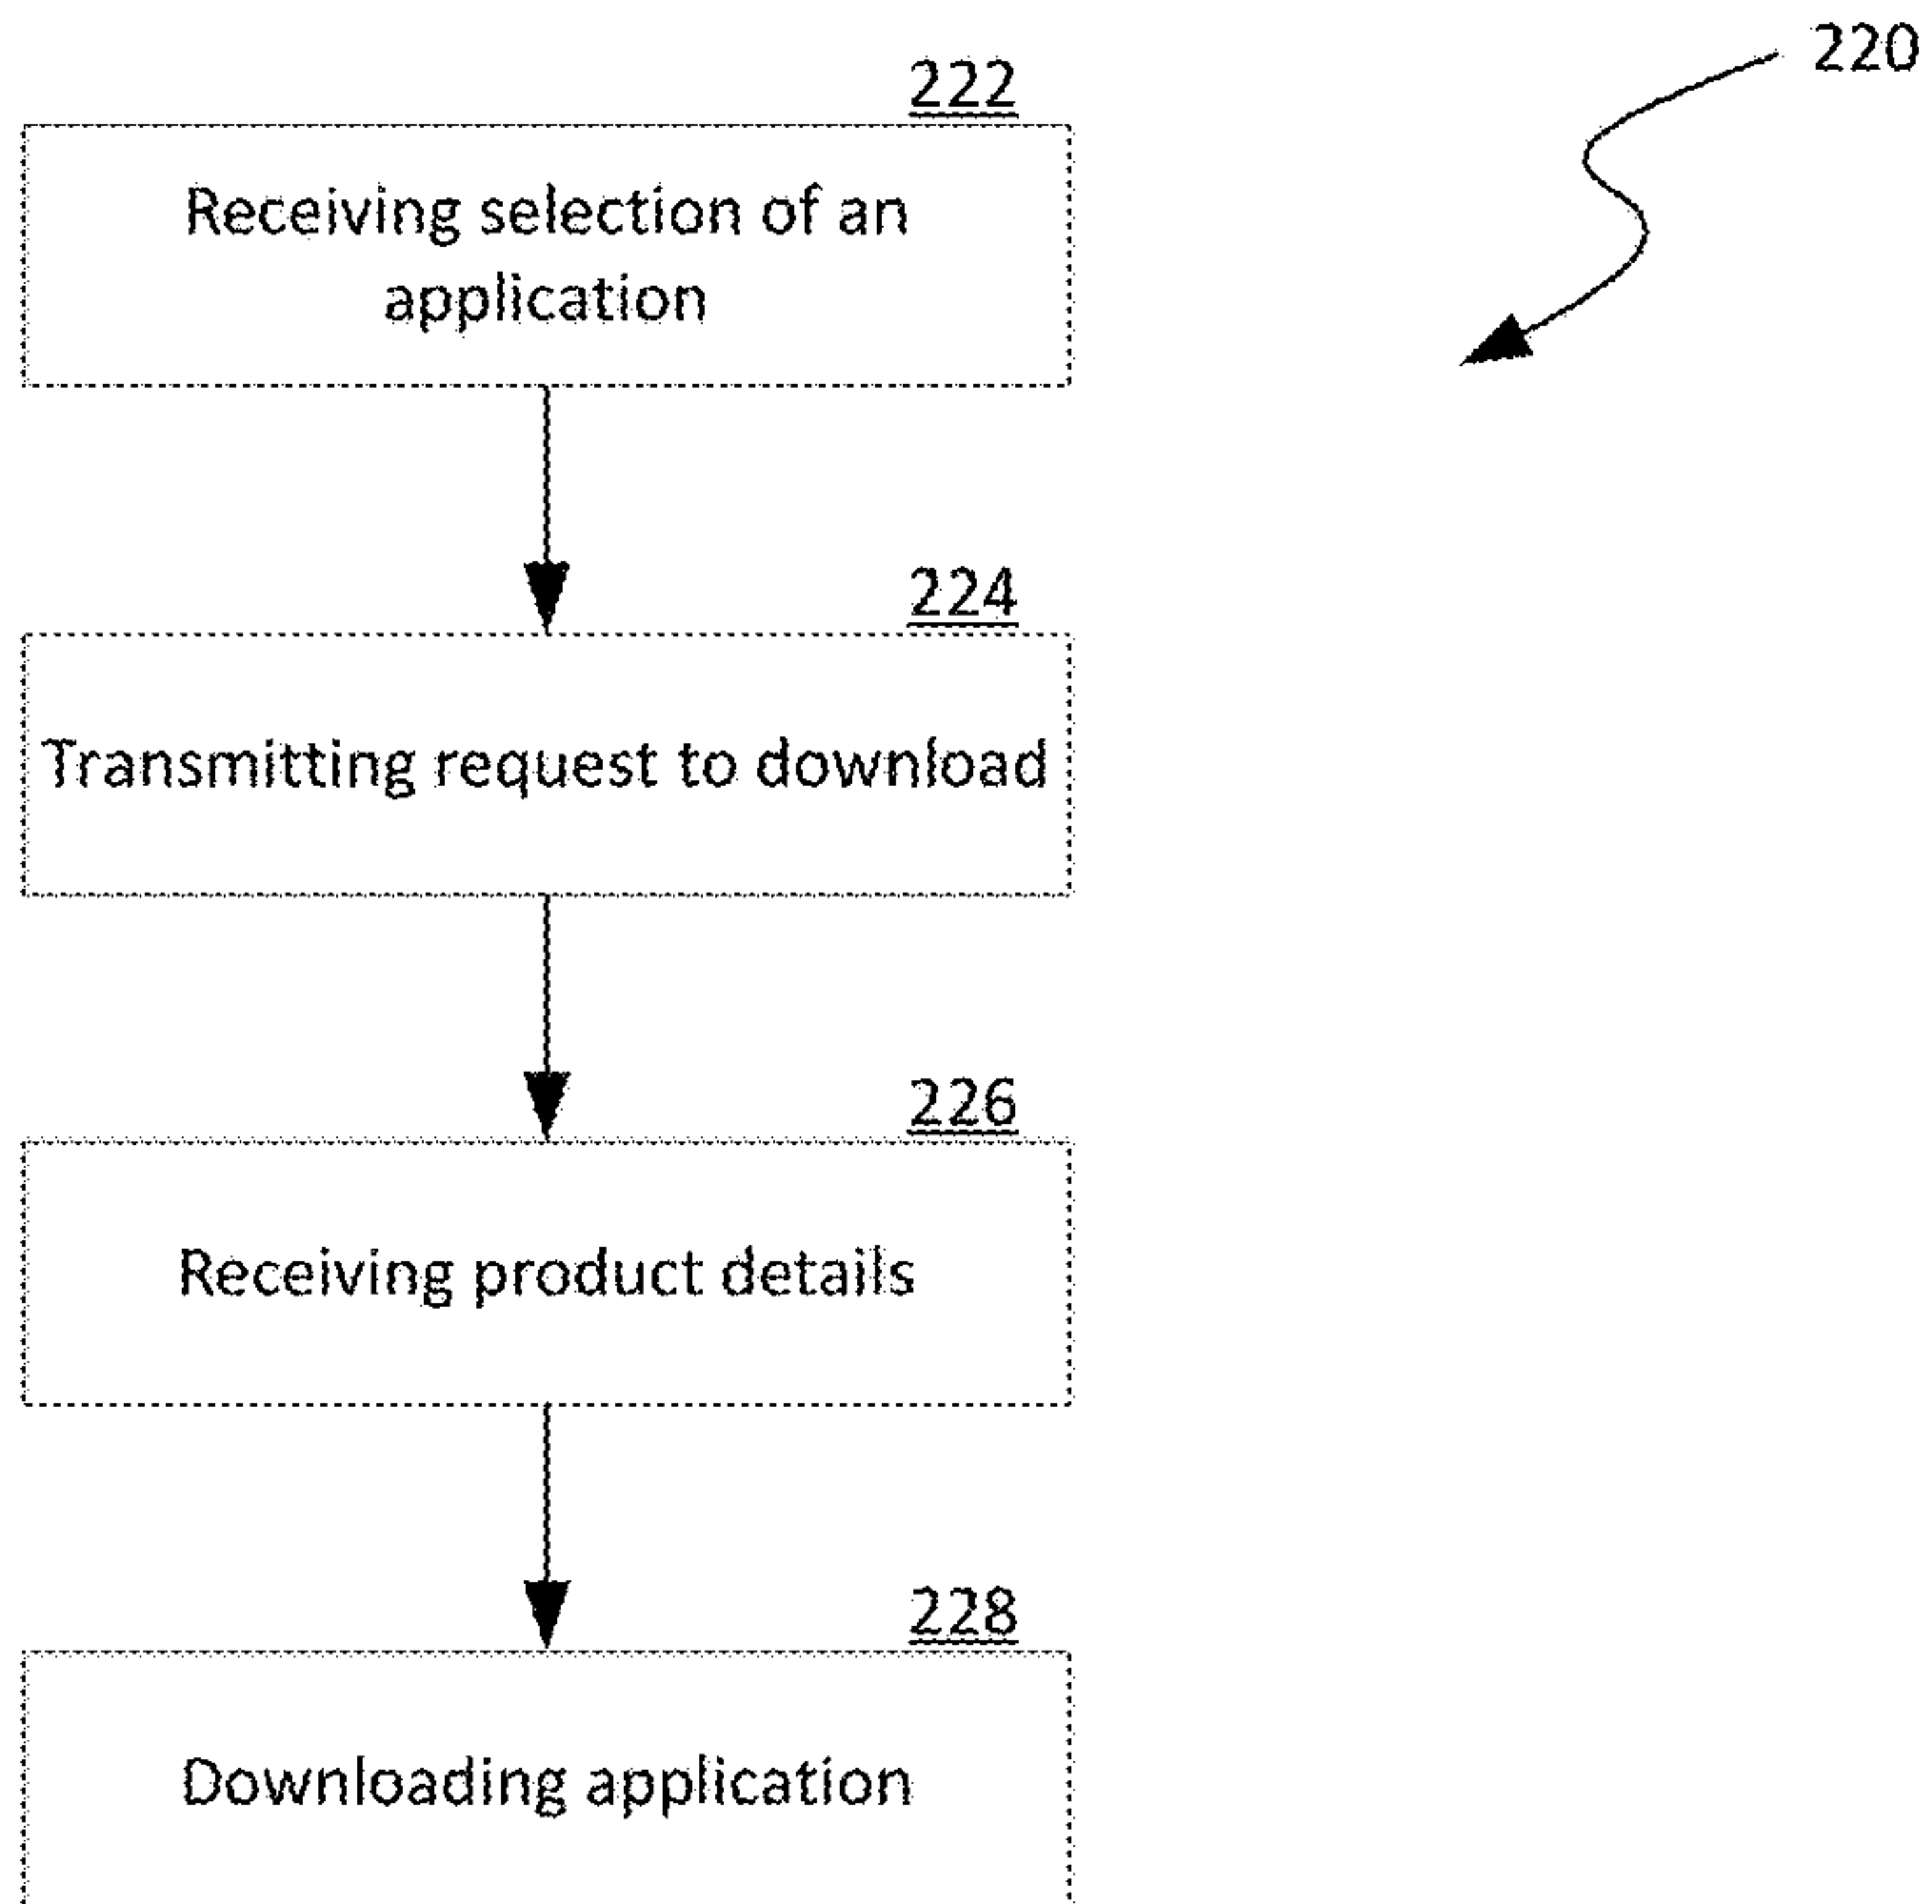 220
222
Receiving selection of an
application
224
Transmitting request to download
226
Receiving product details
228
Downloading application